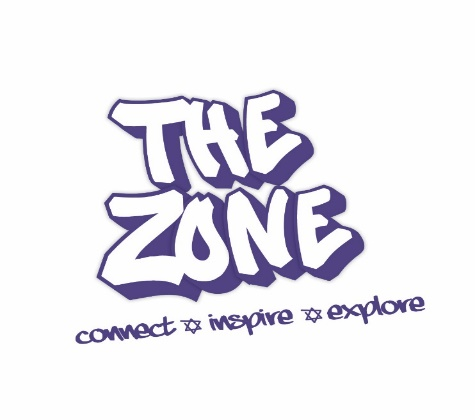 THE
ZONE
connect ✡ inspire ✡ explore